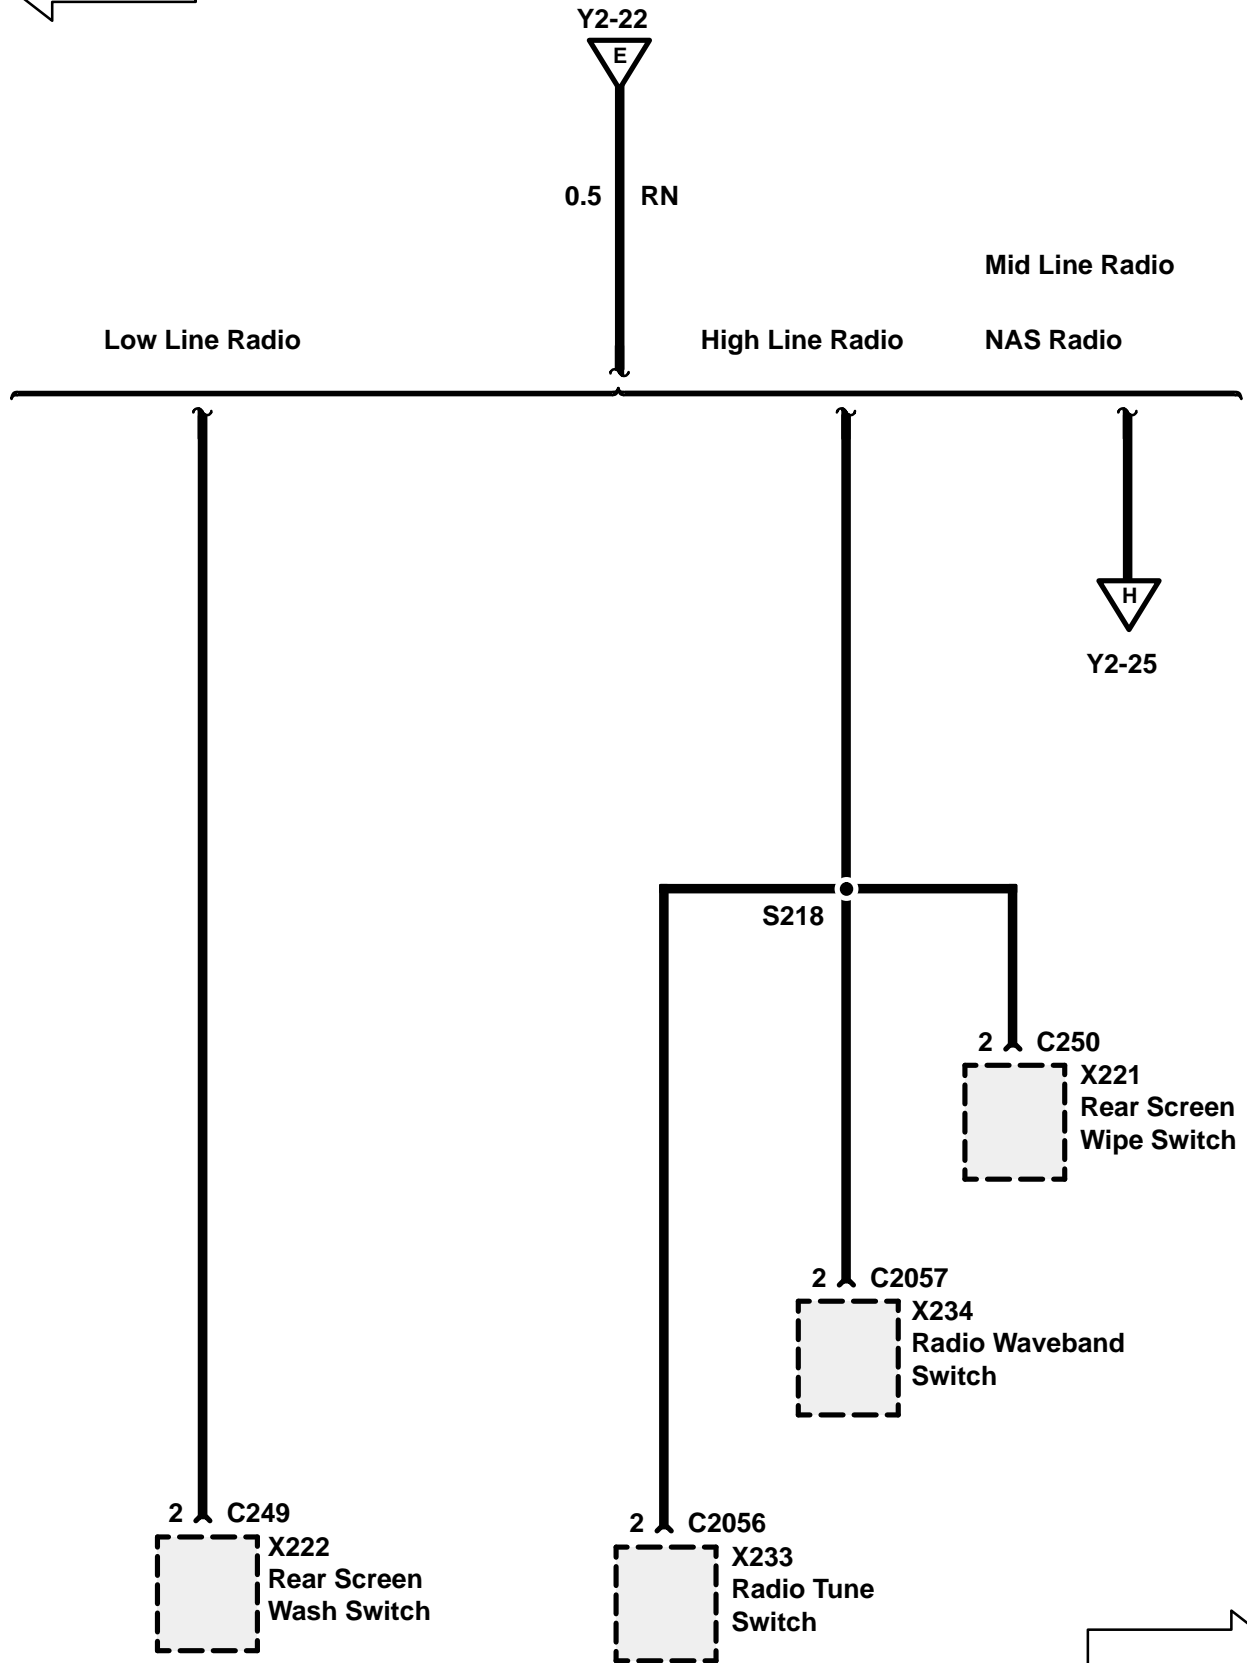 Y2-22
E
0.5 RN
Mid Line Radio
Low Line Radio High Line Radio NAS Radio
H
Y2-25
S218
2 C250
X221
Rear Screen
Wipe Switch
2 C2057
X234
Radio Waveband
Switch
2 C249
X222
Rear Screen
Wash Switch
2 C2056
X233
Radio Tune
Switch